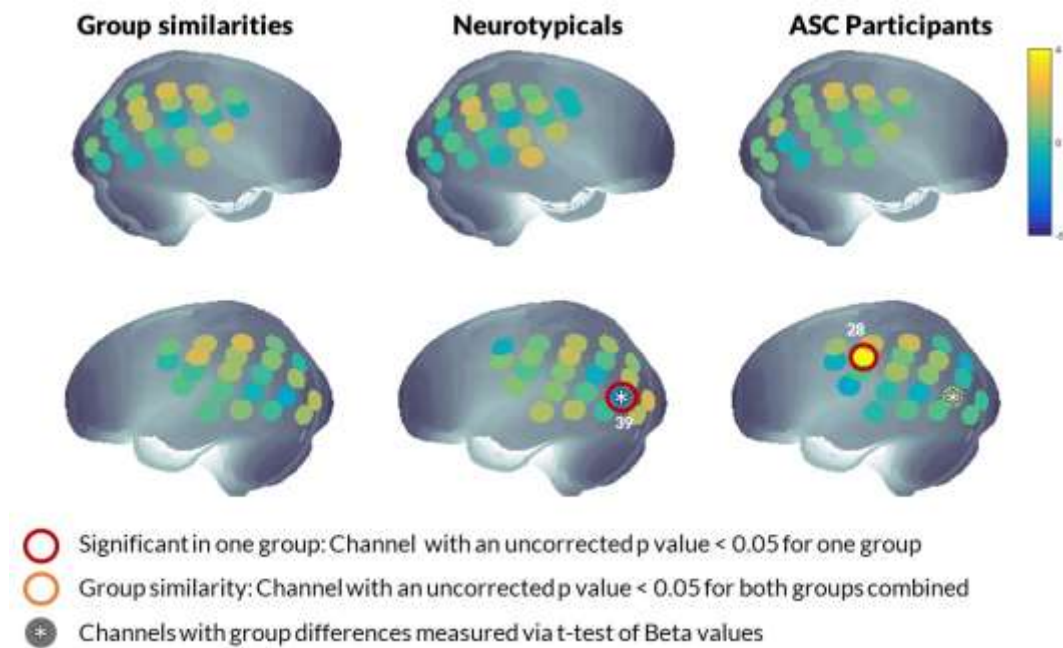 Group similarities
Neurotypicals
ASC Participants
4
0
28
39
Significant in one group: Channel with an uncorrected p value < 0.05 for one group
Group similarity: Channel with an uncorrected p value < 0.05 for both groups combined
Channels with group differences measured via t-test of Beta values